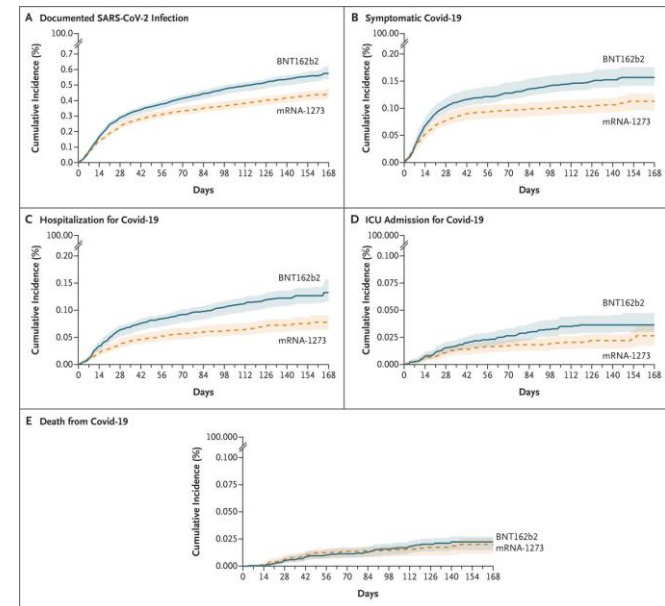 A Documented SARS-CoV-2 Infection
Cumulative Incidence (%)
100.0
0.7
0.6
0.5
0.4
0.3
0.2
0.1
0.0
BNT162b2
mRNA-1273
0 14 28 42 56 70 84 98 112 126 140 154 168
Days
B Symptomatic Covid-19
Cumulative Incidence (%)
100.00
0.20
0.15
0.10
0.05
0.00
BNT162b2
mRNA-1273
0 14 28 42 56 70 84 98 112 126 140 154 168
Days
C Hospitalization for Covid-19
Cumulative Incidence (%)
100.00
0.20
0.15
0.10
0.05
0.00
BNT162b2
mRNA-1273
0 14 28 42 56 70 84 98 112 126 140 154 168
Days
D ICU Admission for Covid-19
Cumulative Incidence (%)
100.000
0.100
0.075
0.050
0.025
0.000
BNT162b2
mRNA-1273
0 14 28 42 56 70 84 98 112 126 140 154 168
Days
E Death from Covid-19
Cumulative Incidence (%)
100.000
0.100
0.075
0.050
0.025
0.000
BNT162b2
mRNA-1273
0 14 28 42 56 70 84 98 112 126 140 154 168
Days